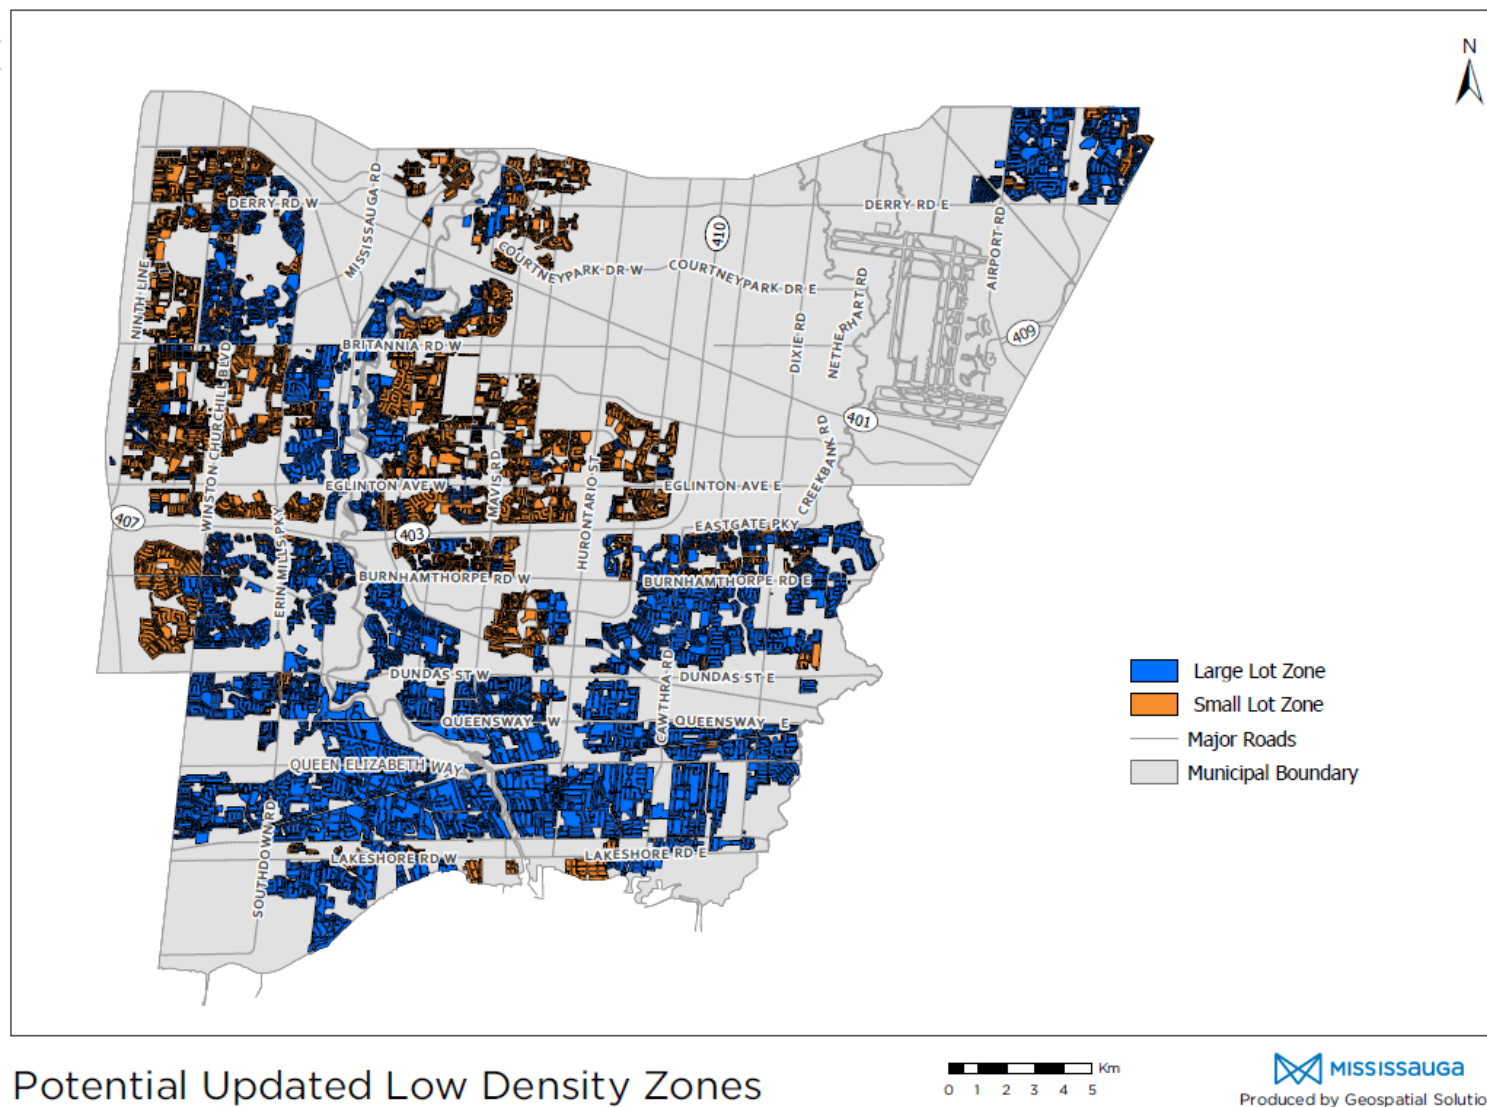 N
DERRY RD W
MISSISSAUGA RD
DERRY RD E
410
COURTNEYPARK DR W
COURTNEYPARK DR E
AIRPORT RD
NINTH LINE
409
DIXIE RD
NETHERHART RD
BRITANNIA RD W
WINSTON CHURCHILL BLVD
401
CREEKBANK RD
EGLINTON AVE W
MAVIS RD
HURONTARIO ST
EGLINTON AVE E
407
403
EASTGATE PKY
ERIN MILLS PKY
BURNHAMTHORPE RD W
BURNHAMTHORPE RD E
DUNDAS ST W
CAWTHRA RD
DUNDAS ST E
QUEENSWAY W
QUEENSWAY E
QUEEN ELIZABETH WAY
SOUTHDOWN RD
LAKESHORE RD W
LAKESHORE RD E
Large Lot Zone
Small Lot Zone
Major Roads
Municipal Boundary
Potential Updated Low Density Zones
Km
0 1 2 3 4 5
MISSISSAUGA
Produced by Geospatial Solutio